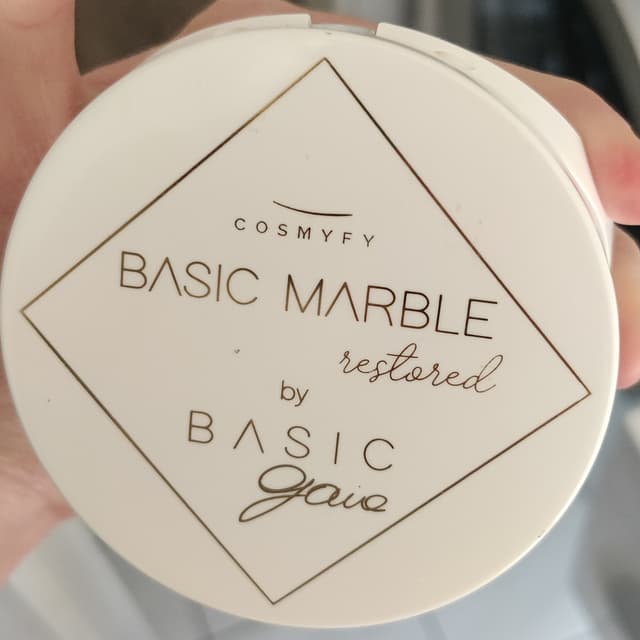 COSMYFY
BASIC MARBLE
restored
by
BASIC
gaia